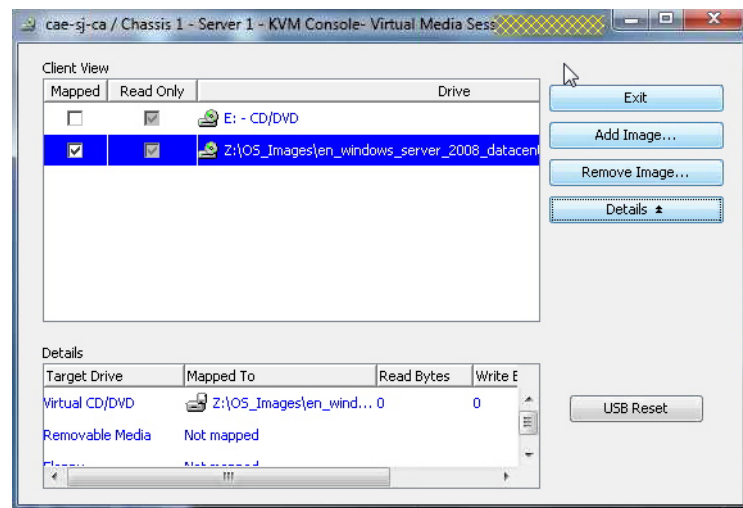 cae-sj-ca / Chassis 1 - Server 1 - KVM Console- Virtual Media Sess
Client View
Mapped Read Only Drive
Exit
E: - CD/DVD
Add Image...
Z:\OS_Images\en_windows_server_2008_datacent
Remove Image...
Details
Details
Target Drive Mapped To Read Bytes Write
Virtual CD/DVD Z:\OS_Images\en_wind... 0 0
USB Reset
Removable Media Not mapped